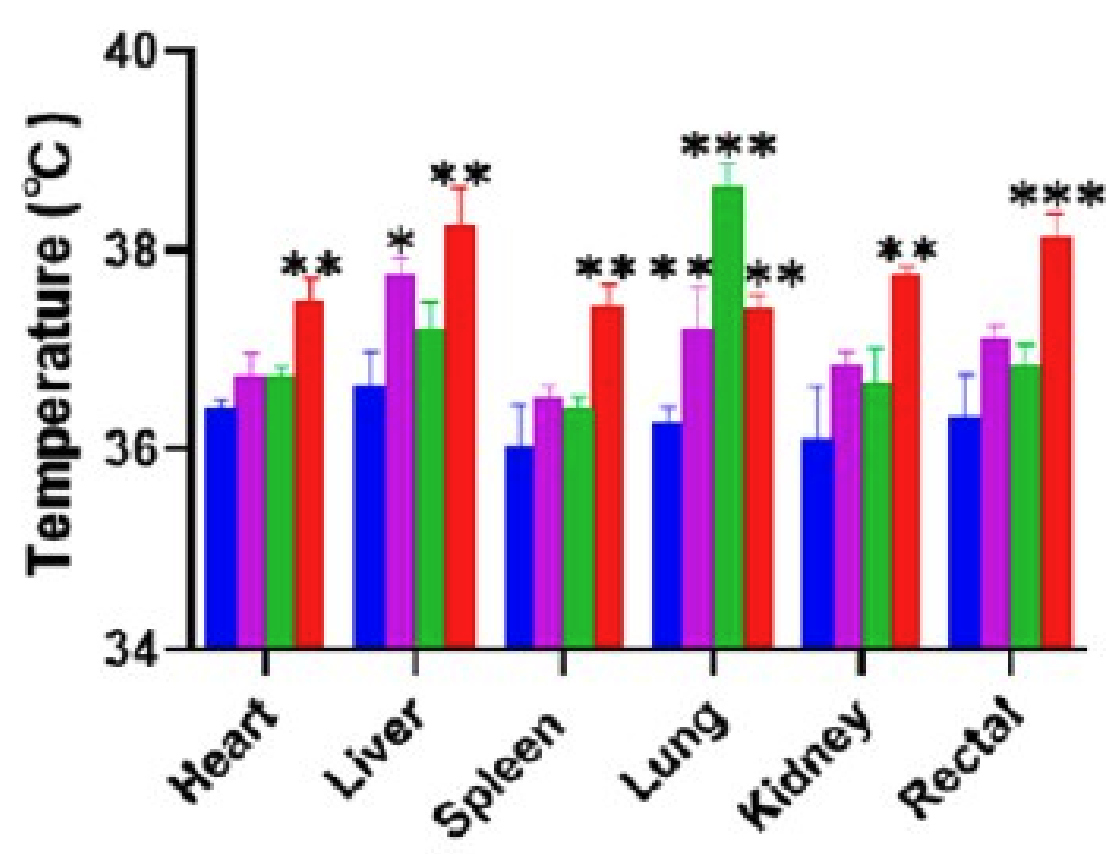 40
38
36
34
Temperature (°C)
***
**
***
*
**
**
** **
**
Heart
Liver
Spleen
Lung
Kidney
Rectal